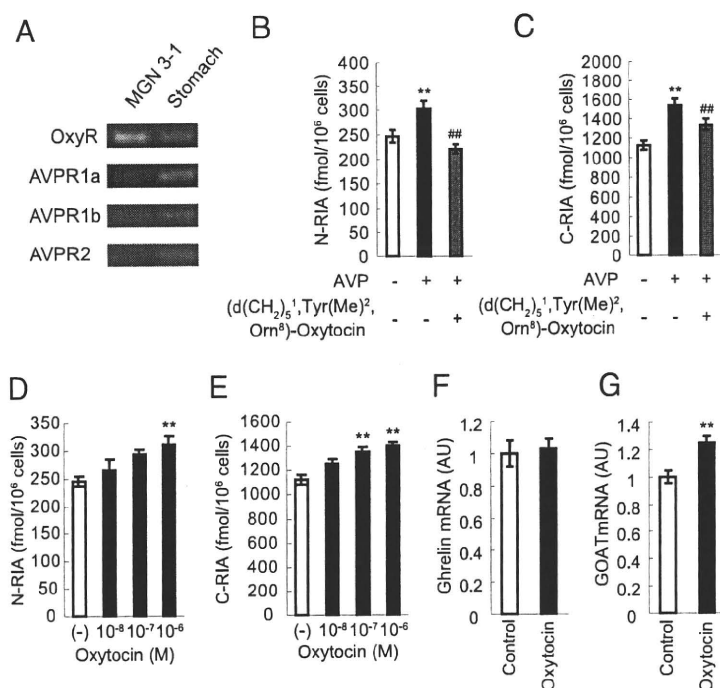 A
MGN 3-1
Stomach
OxyR
AVPR1a
AVPR1b
AVPR2
B
N-RIA (fmol/10⁶ cells)
400
350
300
250
200
150
100
50
0
**
##
AVP - + +
(d(CH₂)₅¹,Tyr(Me)²,
Orn⁸)-Oxytocin - - +
C
C-RIA (fmol/10⁶ cells)
2000
1800
1600
1400
1200
1000
800
600
400
200
0
**
##
AVP - + +
(d(CH₂)₅¹,Tyr(Me)²,
Orn⁸)-Oxytocin - - +
D
N-RIA (fmol/10⁶ cells)
350
300
250
200
150
100
50
0
**
(-) 10⁻⁸ 10⁻⁷ 10⁻⁶
Oxytocin (M)
E
C-RIA (fmol/10⁶ cells)
1600
1400
1200
1000
800
600
400
200
0
** **
(-) 10⁻⁸ 10⁻⁷ 10⁻⁶
Oxytocin (M)
F
Ghrelin mRNA (AU)
1.2
1
0.8
0.6
0.4
0.2
0
Control
Oxytocin
G
GOATmRNA (AU)
1.4
1.2
1
0.8
0.6
0.4
0.2
0
**
Control
Oxytocin